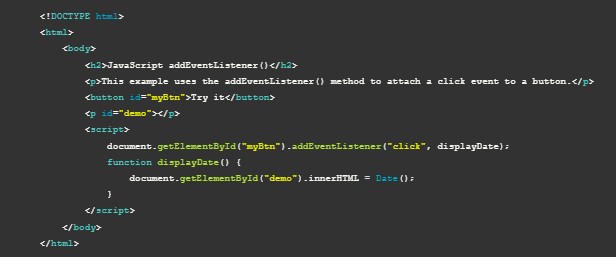 <!DOCTYPE html>
<html>
<body>
<h2>JavaScript addEventListener()</h2>
<p>This example uses the addEventListener() method to attach a click event to a button.</p>
<button id="myBtn">Try it</button>
<p id="demo"></p>
<script>
document.getElementById("myBtn").addEventListener("click", displayDate);
function displayDate() {
document.getElementById("demo").innerHTML = Date();
}
</script>
</body>
</html>